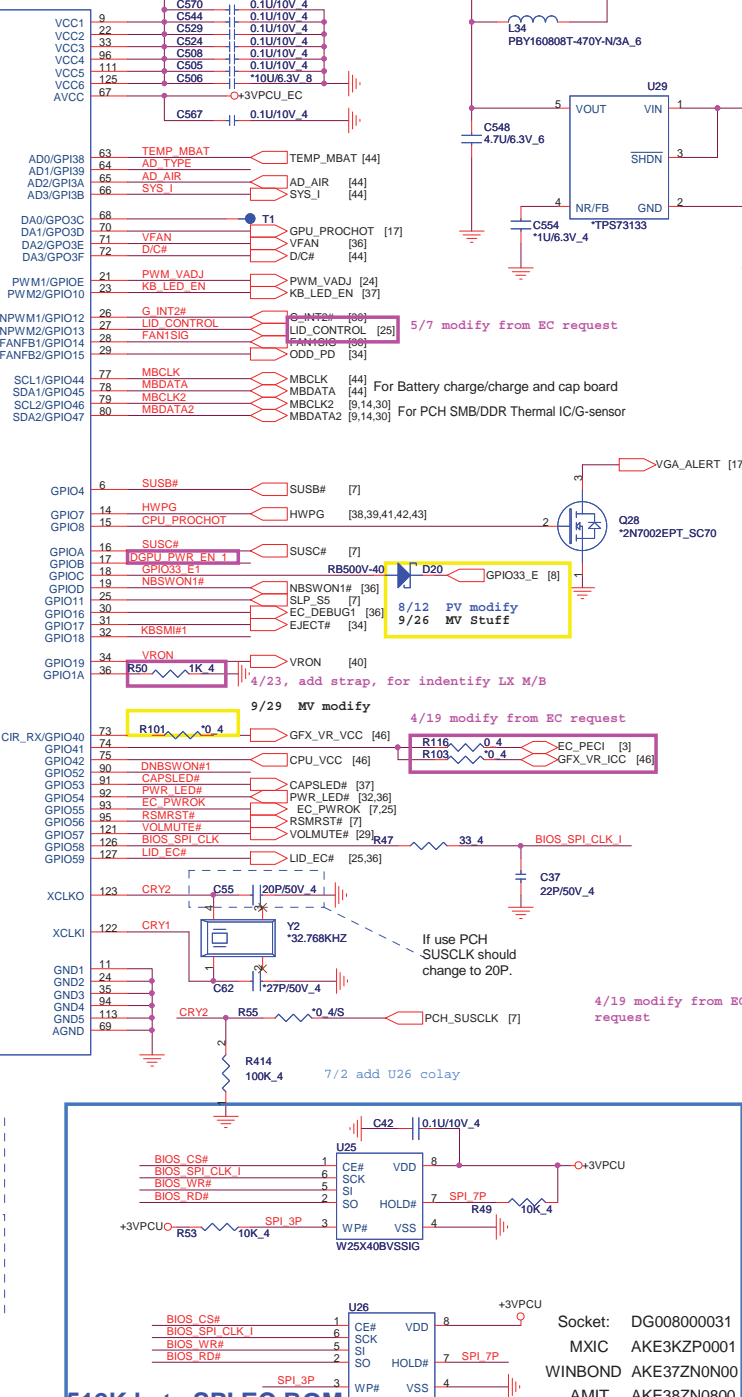 C570 0.1U/10V_4
VCC1 9 C544 0.1U/10V_4
VCC2 22 C529 0.1U/10V_4
VCC3 33 C524 0.1U/10V_4
VCC4 96 C508 0.1U/10V_4
VCC5 111 C505 0.1U/10V_4
VCC6 125 C506 *10U/6.3V_8
AVCC 67 +3VPCU_EC
C567 0.1U/10V_4
L34
PBY160808T-470Y-N/3A_6
U29
5 VOUT VIN 1
C548
4.7U/6.3V_6
SHDN 3
4 NR/FB GND 2
C554
*1U/6.3V_4
*TPS73133
AD0/GPI38 63 TEMP_MBAT TEMP_MBAT [44]
AD1/GPI39 64 AD_TYPE
AD2/GPI3A 65 AD_AIR AD_AIR [44]
AD3/GPI3B 66 SYS_I SYS_I [44]
DA0/GPO3C 68 T1
DA1/GPO3D 70 GPU_PROCHOT [17]
DA2/GPO3E 71 VFAN VFAN [36]
DA3/GPO3F 72 D/C# D/C# [44]
PWM1/GPIOE 21 PWM_VADJ PWM_VADJ [24]
PWM2/GPIO10 23 KB_LED_EN KB_LED_EN [37]
NPWM1/GPIO12 26 G_INT2# G_INT2#
NPWM2/GPIO13 27 LID_CONTROL LID_CONTROL [25]
FANFB1/GPIO14 28 FAN1SIG FAN1SIG
FANFB2/GPIO15 29 ODD_PD [34]
5/7 modify from EC request
SCL1/GPIO44 77 MBCLK MBCLK [44]
SDA1/GPIO45 78 MBDATA MBDATA [44]
For Battery charge/charge and cap board
SCL2/GPIO46 79 MBCLK2 MBCLK2 [9,14,30]
SDA2/GPIO47 80 MBDATA2 MBDATA2 [9,14,30]
For PCH SMB/DDR Thermal IC/G-sensor
VGA_ALERT [17
GPIO4 6 SUSB# SUSB# [7]
GPIO7 14 HWPG HWPG [38,39,41,42,43]
GPIO8 15 CPU_PROCHOT
3
2
1
Q28
*2N7002EPT_SC70
GPIOA 16 SUSC# SUSC# [7]
GPIOB 17 DGPU_PWR_EN_1
GPIOC 18 GPIO33_E1 RB500V-40 D20 GPIO33_E [8]
GPIOD 19 NBSWON1# NBSWON1# [36]
GPIO11 25 SLP_S5 [7]
GPIO16 30 EC_DEBUG1 [36]
GPIO17 31 EJECT# [34]
GPIO18 32 KBSMI#1
8/12 PV modify
9/26 MV Stuff
GPIO19 34 VRON VRON [40]
GPIO1A 36 R50 1K_4
4/23, add strap, for indentify LX M/B
9/29 MV modify
CIR_RX/GPIO40 73 R101 *0_4 GFX_VR_VCC [46]
GPIO41 74
4/19 modify from EC request
R116 0_4 EC_PECI [3]
R103 *0_4 GFX_VR_ICC [46]
GPIO42 75 CPU_VCC [46]
GPIO52 90 DNBSWON#1
GPIO53 91 CAPSLED# CAPSLED# [37]
GPIO54 92 PWR_LED# PWR_LED# [32,36]
GPIO55 93 EC_PWROK EC_PWROK [7,25]
GPIO56 95 RSMRST# RSMRST# [7]
GPIO57 121 VOLMUTE# VOLMUTE# [29]
GPIO58 126 BIOS_SPI_CLK R47 33_4 BIOS_SPI_CLK_I
GPIO59 127 LID_EC# LID_EC# [25,36]
C37
22P/50V_4
XCLKO 123 CRY2 C55 20P/50V_4
4 3
Y2
*32.768KHZ
XCLKI 122 CRY1
1 2
C62 *27P/50V_4
If use PCH
SUSCLK should
change to 20P.
GND1 11
GND2 24
GND3 35
GND4 94
GND5 113
AGND 69
CRY2 R55 *0_4/S PCH_SUSCLK [7]
4/19 modify from EC
request
2
R414
100K_4
1
7/2 add U26 colay
C42 0.1U/10V_4
U25
BIOS_CS# 1 CE# VDD 8 +3VPCU
BIOS_SPI_CLK_I 6 SCK
BIOS_WR# 5 SI
BIOS_RD# 2 SO HOLD# 7 SPI_7P R49 10K_4
+3VPCU R53 10K_4 SPI_3P 3 WP# VSS 4
W25X40BVSSIG
U26
+3VPCU
BIOS_CS# 1 CE# VDD 8
BIOS_SPI_CLK_I 6 SCK
BIOS_WR# 5 SI
BIOS_RD# 2 SO HOLD# 7 SPI_7P
SPI_3P 3 WP# VSS 4
Socket: DG008000031
MXIC AKE3KZP0001
WINBOND AKE37ZN0N00
AMIT AKE38ZN0800